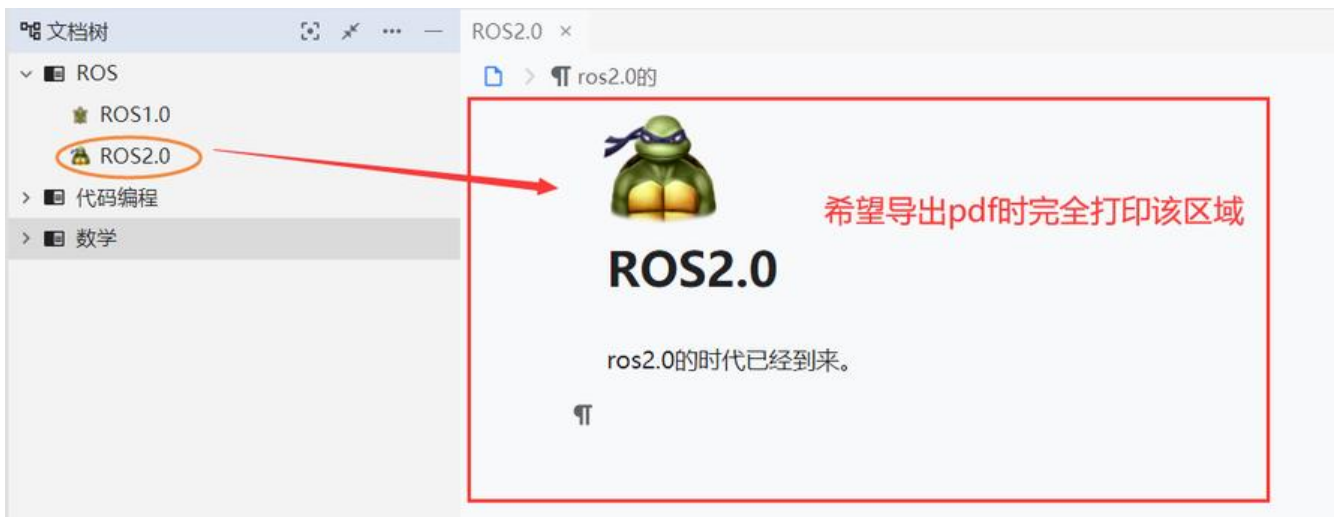 文档树
ROS
ROS1.0
ROS2.0
代码编程
数学
ROS2.0 ×
ros2.0的
希望导出pdf时完全打印该区域
ROS2.0
ros2.0的时代已经到来。